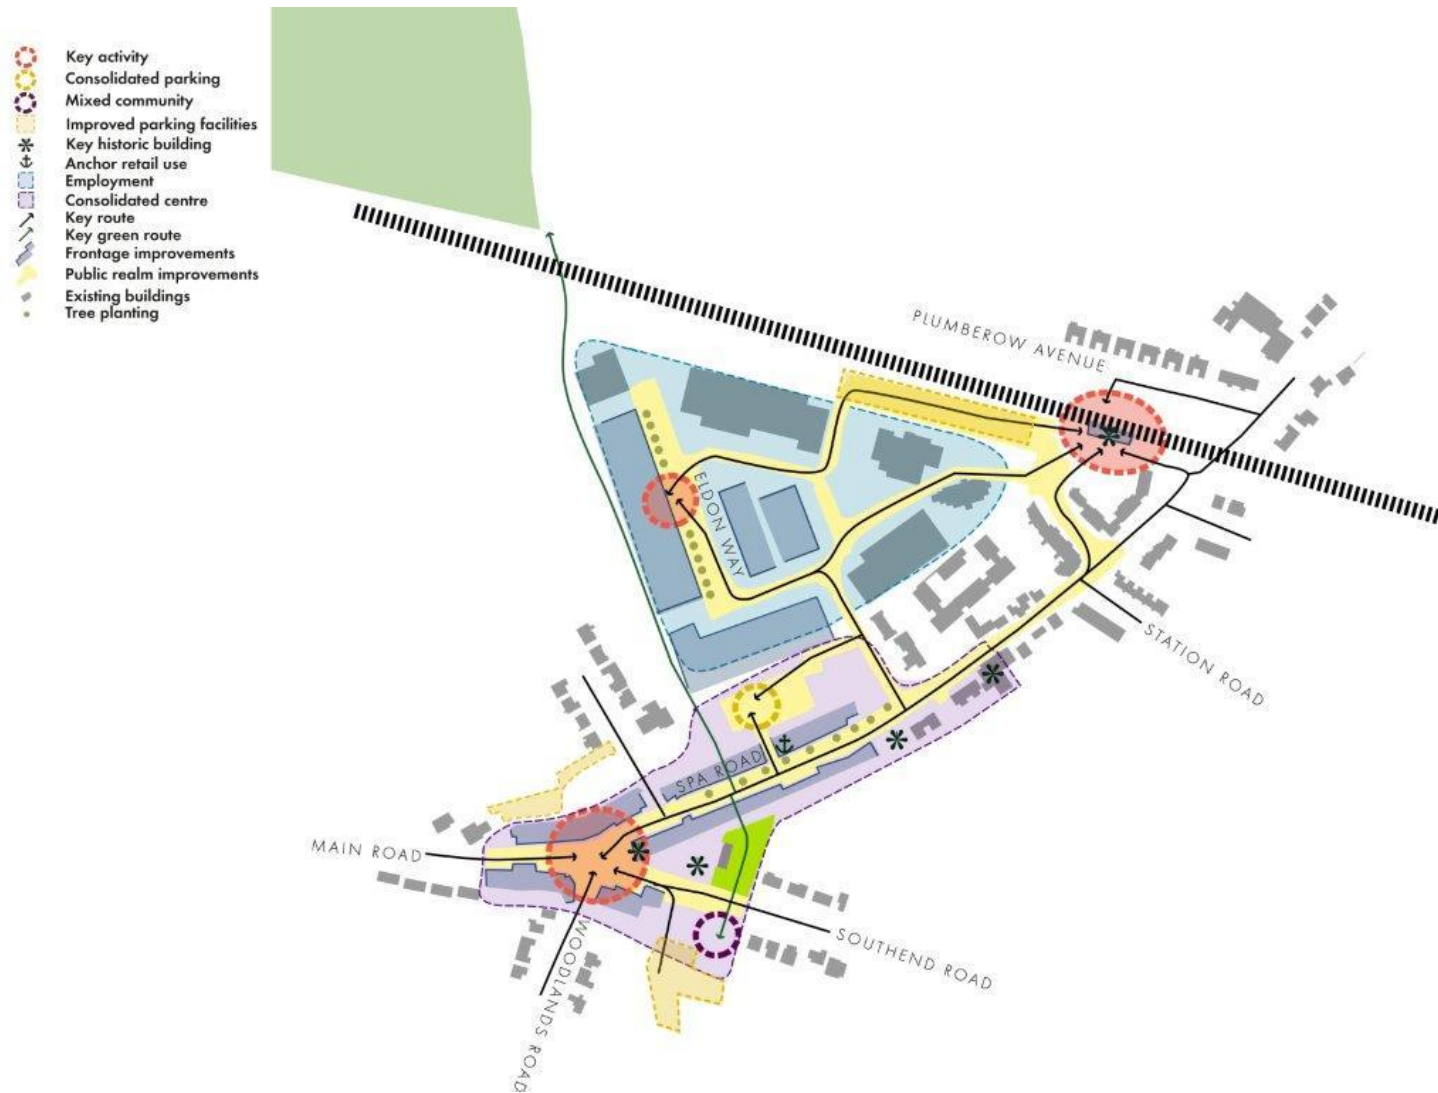 Key activity
Consolidated parking
Mixed community
Improved parking facilities
Key historic building
Anchor retail use
Employment
Consolidated centre
Key route
Key green route
Frontage improvements
Public realm improvements
Existing buildings
Tree planting
PLUMBEROW AVENUE
ELDON WAY
STATION ROAD
SPA ROAD
MAIN ROAD
SOUTHEND ROAD
WOODLANDS ROAD